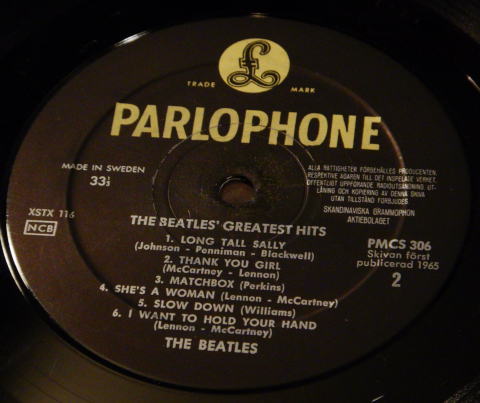 £
TRADE MARK
PARLOPHONE
MADE IN SWEDEN
33⅓
ALLA RÄTTIGHETER FÖRBEHÅLLES PRODUCENTEN,
RESPEKTIVE ÄGAREN TILL DET INSPELADE VERKET.
OFFENTLIGT UPPFÖRANDE RADIOUTSÄNDNING, UT-
LÅNING OCH KOPIERING AV DENNA SKIVA
UTAN TILLSTÅND FÖRBJUDES
SKANDINAVISKA GRAMMOPHON
AKTIEBOLAGET
XSTX 116
NCB
THE BEATLES' GREATEST HITS
PMCS 306
Skivan först
publicerad 1965
2
1. LONG TALL SALLY
(Johnson - Penniman - Blackwell)
2. THANK YOU GIRL
(McCartney - Lennon)
3. MATCHBOX (Perkins)
4. SHE'S A WOMAN (Lennon - McCartney)
5. SLOW DOWN (Williams)
6. I WANT TO HOLD YOUR HAND
(Lennon - McCartney)
THE BEATLES